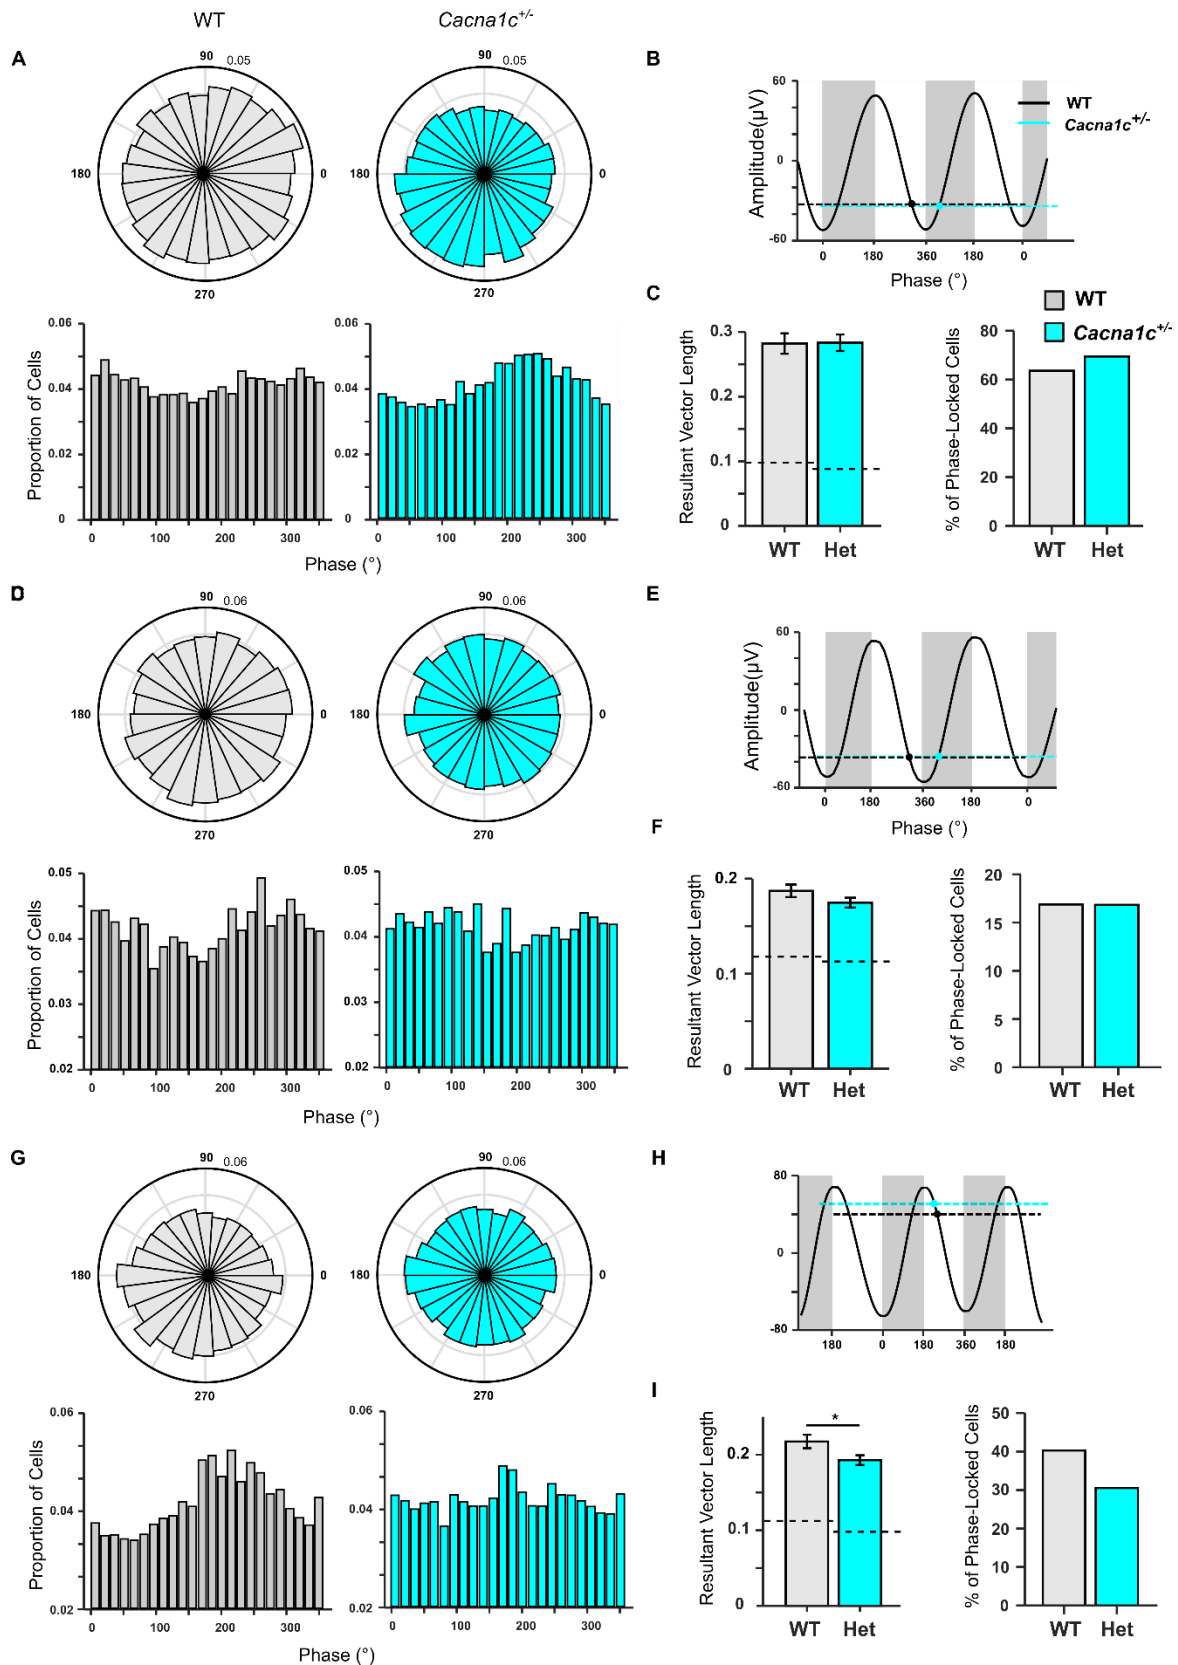 WT
Cacna1c+/-
A
90
0.05
180
0
270
90
0.05
180
0
270
Proportion of Cells
0.06
0.04
0.02
0
0
100
200
300
0.06
0.04
0.02
0
0
100
200
300
Phase (°)
B
Amplitude(µV)
60
0
-60
0
180
360
180
0
Phase (°)
WT
Cacna1c+/-
C
Resultant Vector Length
0.3
0.2
0.1
0
WT
Het
% of Phase-Locked Cells
80
60
40
20
0
WT
Het
WT
Cacna1c+/-
D
90
0.06
180
0
270
90
0.06
180
0
270
Proportion of Cells
0.05
0.04
0.03
0.02
0
100
200
300
0.05
0.04
0.03
0.02
0
100
200
300
Phase (°)
E
Amplitude(µV)
60
0
-60
0
180
360
180
0
Phase (°)
F
Resultant Vector Length
0.2
0.1
0
WT
Het
% of Phase-Locked Cells
20
15
10
5
0
WT
Het
G
90
0.06
180
0
270
90
0.06
180
0
270
Proportion of Cells
0.06
0.04
0.02
0
100
200
300
0.06
0.04
0.02
0
100
200
300
Phase (°)
H
80
0
-80
180
0
180
360
180
I
Resultant Vector Length
0.2
0.1
0
*
WT
Het
% of Phase-Locked Cells
50
40
30
20
10
0
WT
Het